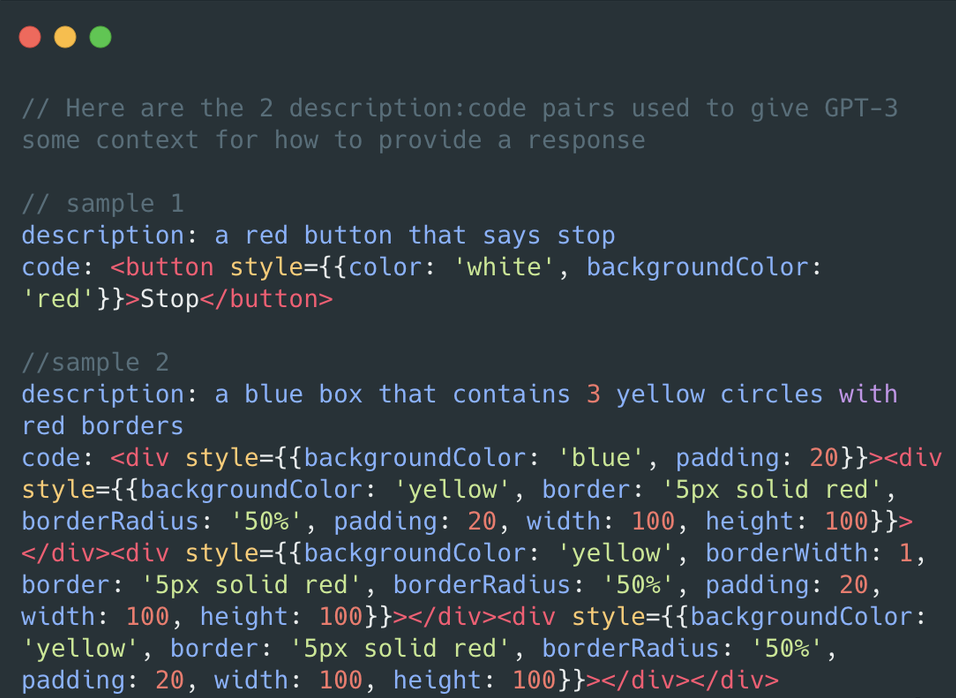 // Here are the 2 description:code pairs used to give GPT-3
some context for how to provide a response
// sample 1
description: a red button that says stop
code: <button style={{color: 'white', backgroundColor:
'red'}}>Stop</button>
//sample 2
description: a blue box that contains 3 yellow circles with
red borders
code: <div style={{backgroundColor: 'blue', padding: 20}}><div
style={{backgroundColor: 'yellow', border: '5px solid red',
borderRadius: '50%', padding: 20, width: 100, height: 100}}>
</div><div style={{backgroundColor: 'yellow', borderWidth: 1,
border: '5px solid red', borderRadius: '50%', padding: 20,
width: 100, height: 100}}></div><div style={{backgroundColor:
'yellow', border: '5px solid red', borderRadius: '50%',
padding: 20, width: 100, height: 100}}></div></div>